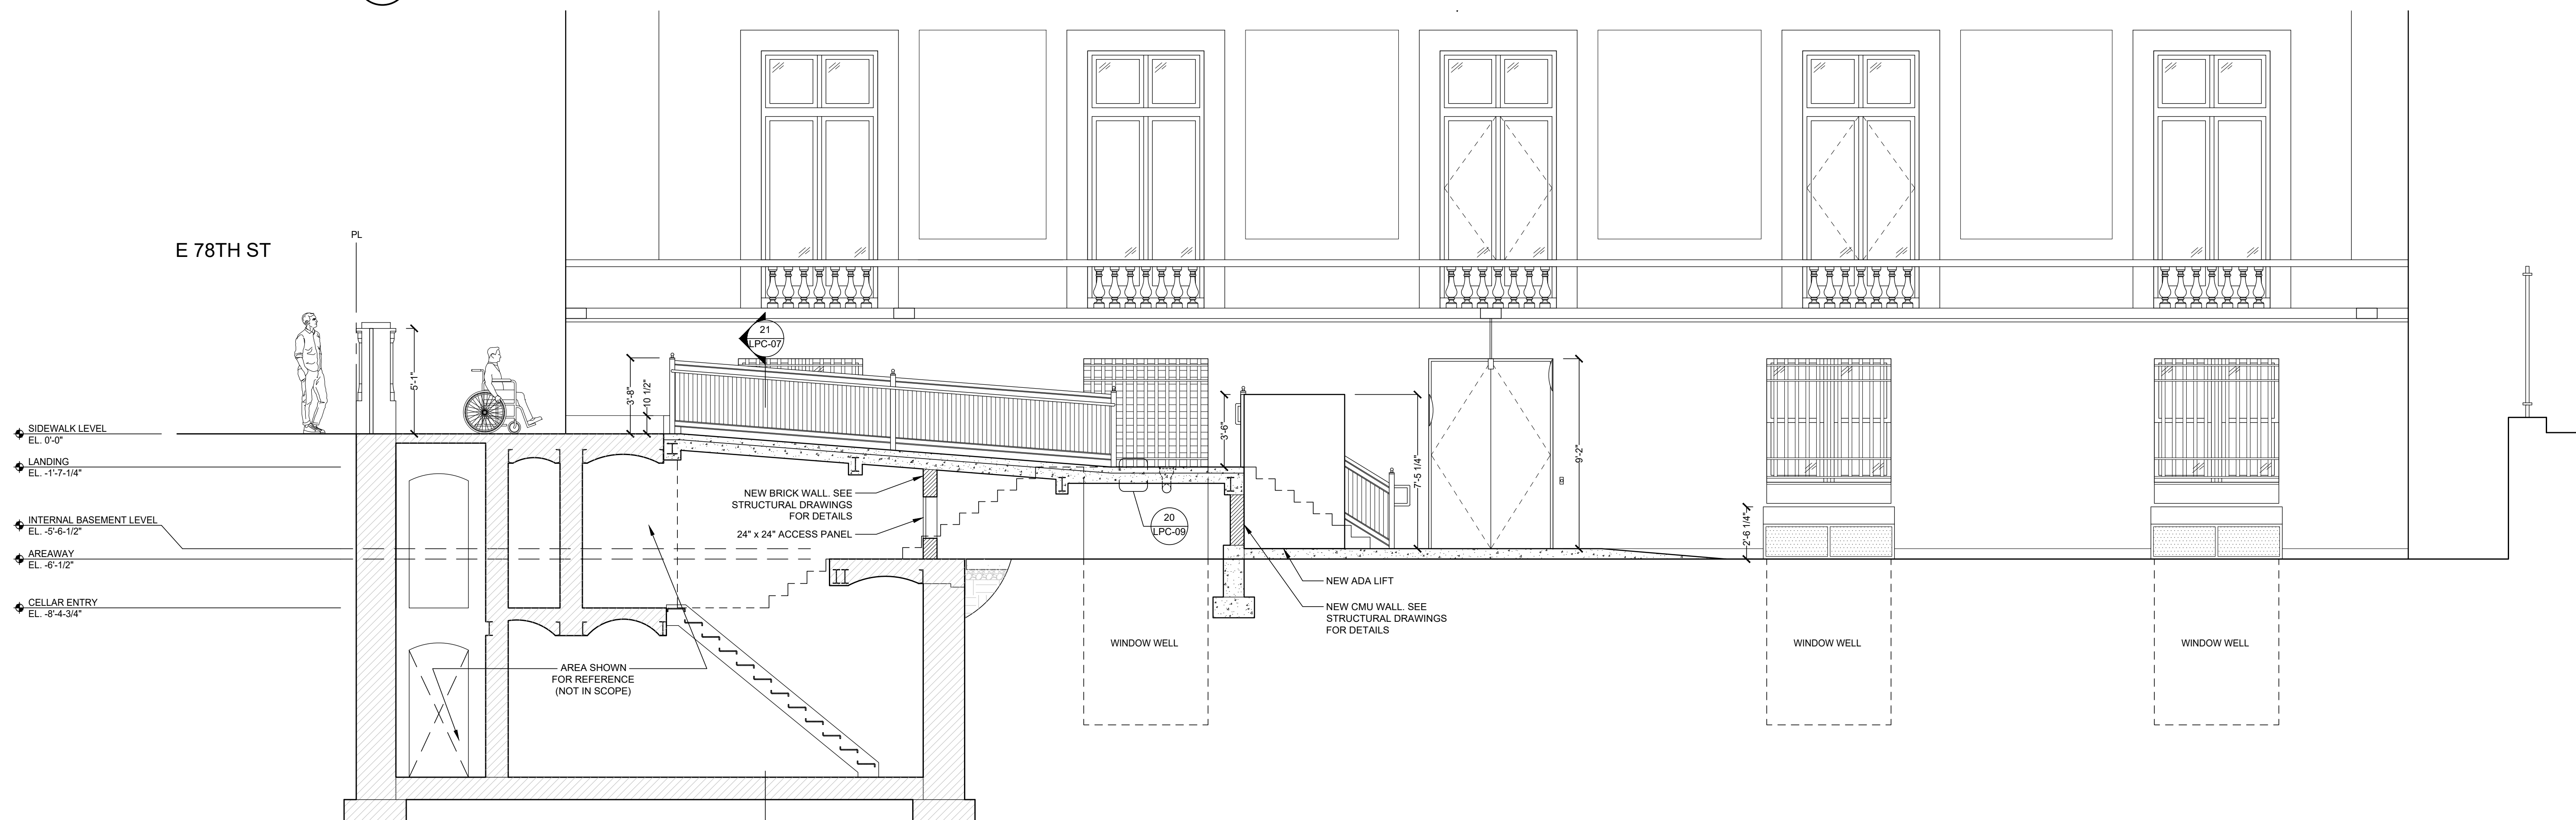 E 78TH ST
PL
5'-1"
3'-8"
10 1/2"
21
LPC-07
SIDEWALK LEVEL
EL. 0'-0"
LANDING
EL. -1'-7-1/4"
INTERNAL BASEMENT LEVEL
EL. -5'-6-1/2"
AREAWAY
EL. -6'-1/2"
CELLAR ENTRY
EL. -8'-4-3/4"
NEW BRICK WALL. SEE
STRUCTURAL DRAWINGS
FOR DETAILS
24" x 24" ACCESS PANEL
AREA SHOWN
FOR REFERENCE
(NOT IN SCOPE)
20
LPC-09
3'-6"
7'-5 1/4"
9'-2"
2'-6 1/4"
NEW ADA LIFT
NEW CMU WALL. SEE
STRUCTURAL DRAWINGS
FOR DETAILS
WINDOW WELL
WINDOW WELL
WINDOW WELL